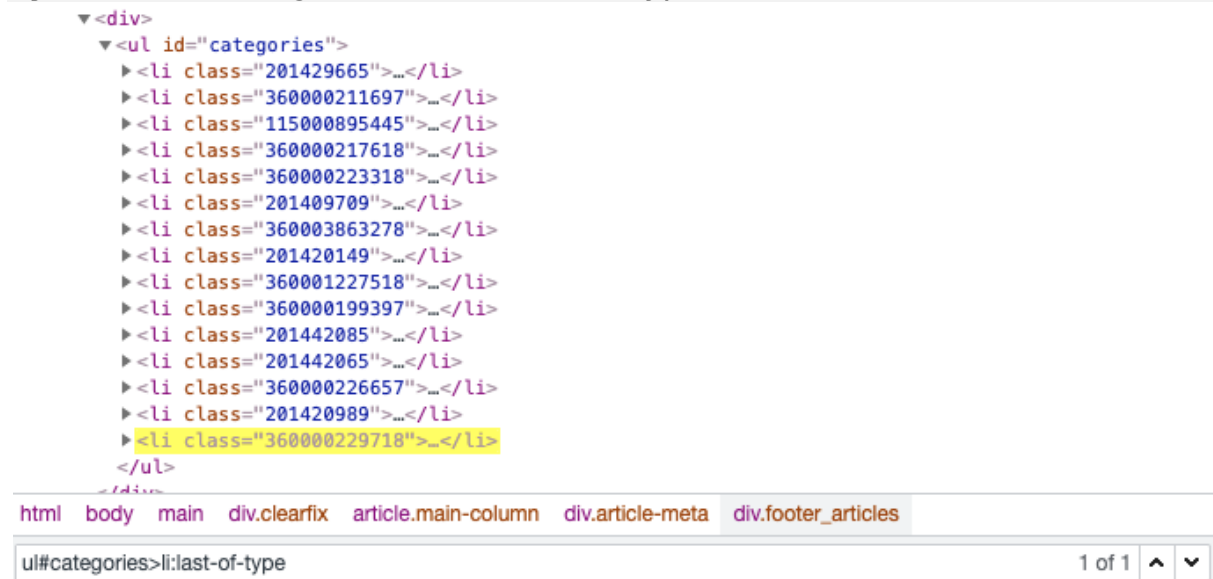 ▼<div>
▼<ul id="categories">
▶<li class="201429665">…</li>
▶<li class="360000211697">…</li>
▶<li class="115000895445">…</li>
▶<li class="360000217618">…</li>
▶<li class="360000223318">…</li>
▶<li class="201409709">…</li>
▶<li class="360003863278">…</li>
▶<li class="201420149">…</li>
▶<li class="360001227518">…</li>
▶<li class="360000199397">…</li>
▶<li class="201442085">…</li>
▶<li class="201442065">…</li>
▶<li class="360000226657">…</li>
▶<li class="201420989">…</li>
▶<li class="360000229718">…</li>
</ul>
</div>
html body main div.clearfix article.main-column div.article-meta div.footer_articles
ul#categories>li:last-of-type 1 of 1